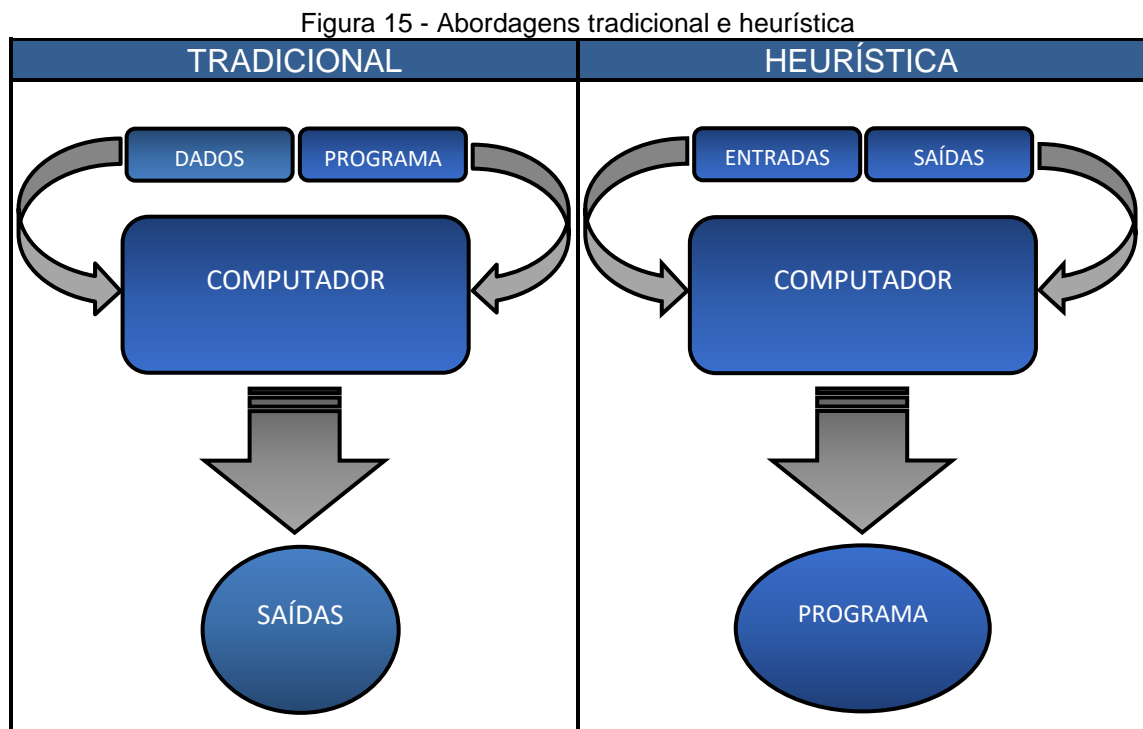 Figura 15 - Abordagens tradicional e heurística
TRADICIONAL
HEURÍSTICA
DADOS
PROGRAMA
COMPUTADOR
SAÍDAS
ENTRADAS
SAÍDAS
COMPUTADOR
PROGRAMA